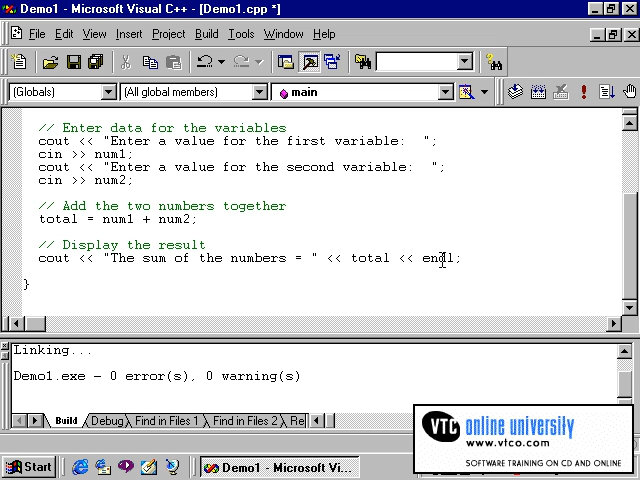 Demo1 - Microsoft Visual C++ - [Demo1.cpp *]
File Edit View Insert Project Build Tools Window Help
(Globals) (All global members) main
// Enter data for the variables
cout << "Enter a value for the first variable:  ";
cin >> num1;
cout << "Enter a value for the second variable:  ";
cin >> num2;
// Add the two numbers together
total = num1 + num2;
// Display the result
cout << "The sum of the numbers = " << total << endl;
}
Linking...
Demo1.exe - 0 error(s), 0 warning(s)
Build Debug Find in Files 1 Find in Files 2 Re
VTC online university
www.vtco.com
SOFTWARE TRAINING ON CD AND ONLINE
Start Demo1 - Microsoft Vi...